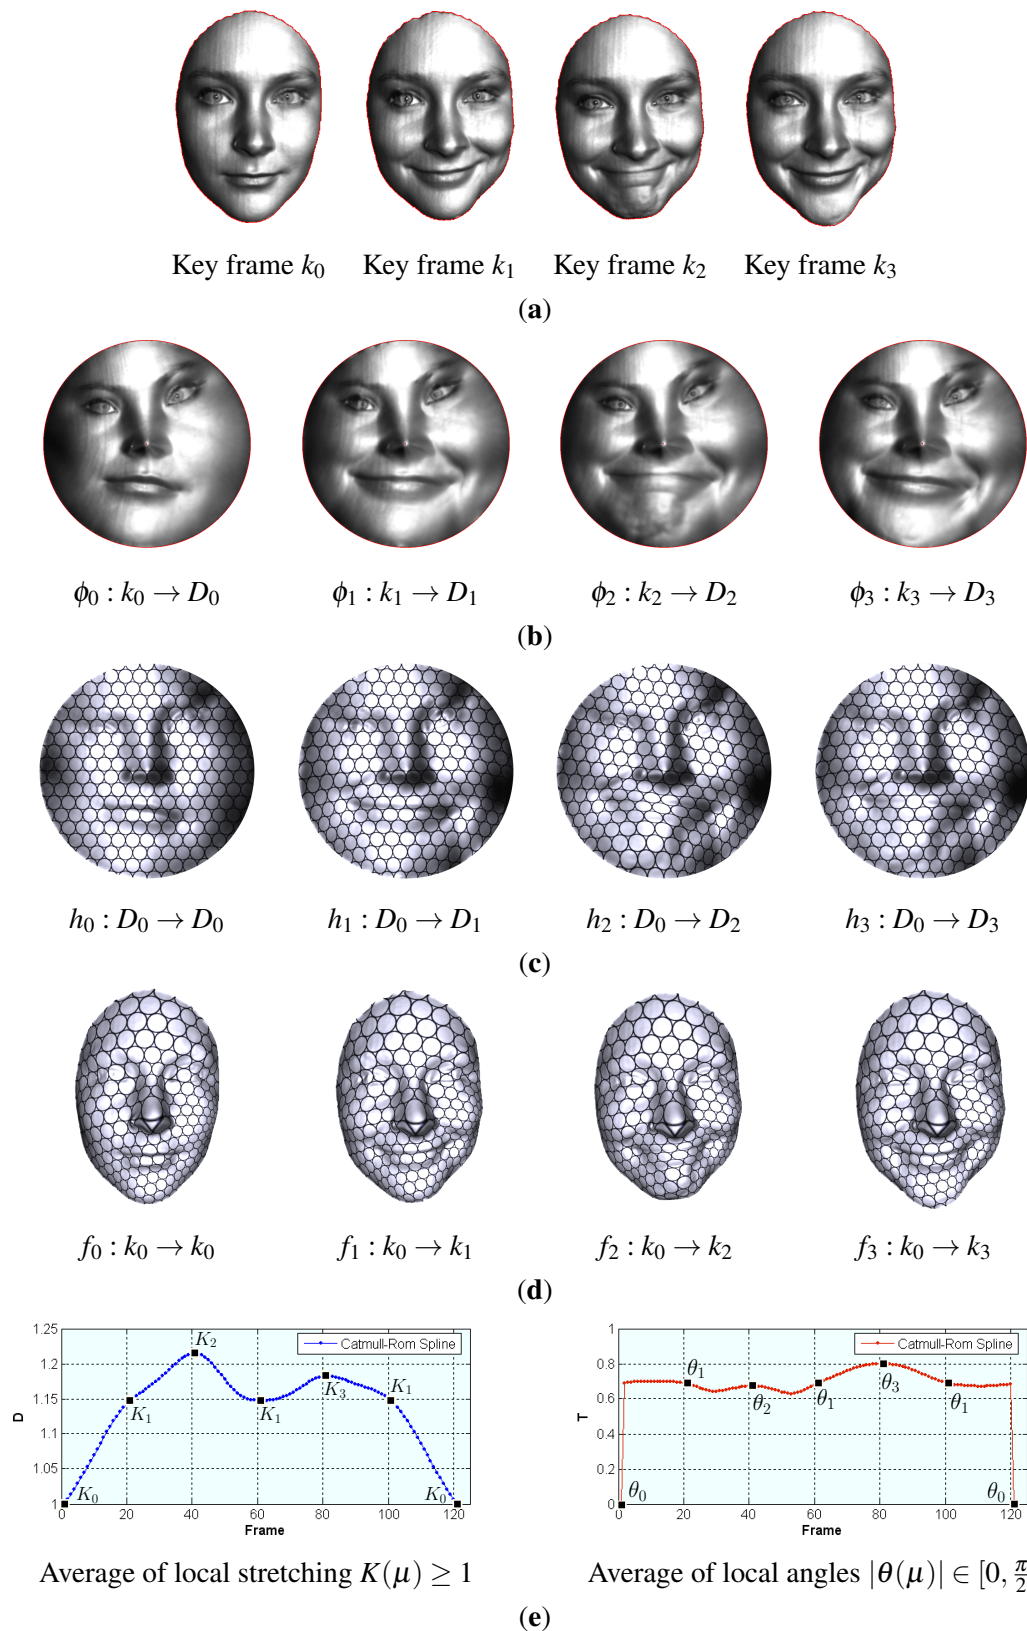 Key frame k₀ Key frame k₁ Key frame k₂ Key frame k₃
(a)
ϕ₀ : k₀ → D₀ ϕ₁ : k₁ → D₁ ϕ₂ : k₂ → D₂ ϕ₃ : k₃ → D₃
(b)
h₀ : D₀ → D₀ h₁ : D₀ → D₁ h₂ : D₀ → D₂ h₃ : D₀ → D₃
(c)
f₀ : k₀ → k₀ f₁ : k₀ → k₁ f₂ : k₀ → k₂ f₃ : k₀ → k₃
(d)
1.25
1.2
1.15
1.1
1.05
1
D
K₀ K₁ K₂ K₁ K₃ K₁ K₀
Catmull-Rom Spline
0 20 40 60 80 100 120
Frame
1
0.8
0.6
0.4
0.2
0
T
θ₀ θ₁ θ₂ θ₁ θ₃ θ₁ θ₀
Catmull-Rom Spline
0 20 40 60 80 100 120
Frame
Average of local stretching K(μ) ≥ 1 Average of local angles |θ(μ)| ∈ [0, π/2
(e)